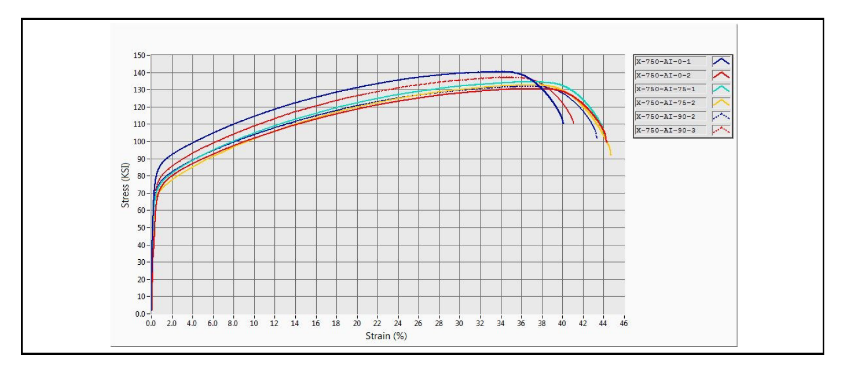 150
140
130
120
110
100
90
80
70
60
50
40
30
20
10
0.0
Stress (KSI)
0.0 2.0 4.0 6.0 8.0 10 12 14 16 18 20 22 24 26 28 30 32 34 36 38 40 42 44 46
Strain (%)
X-750-AI-0-1
X-750-AI-0-2
X-750-AI-75-1
X-750-AI-75-2
X-750-AI-90-2
X-750-AI-90-3